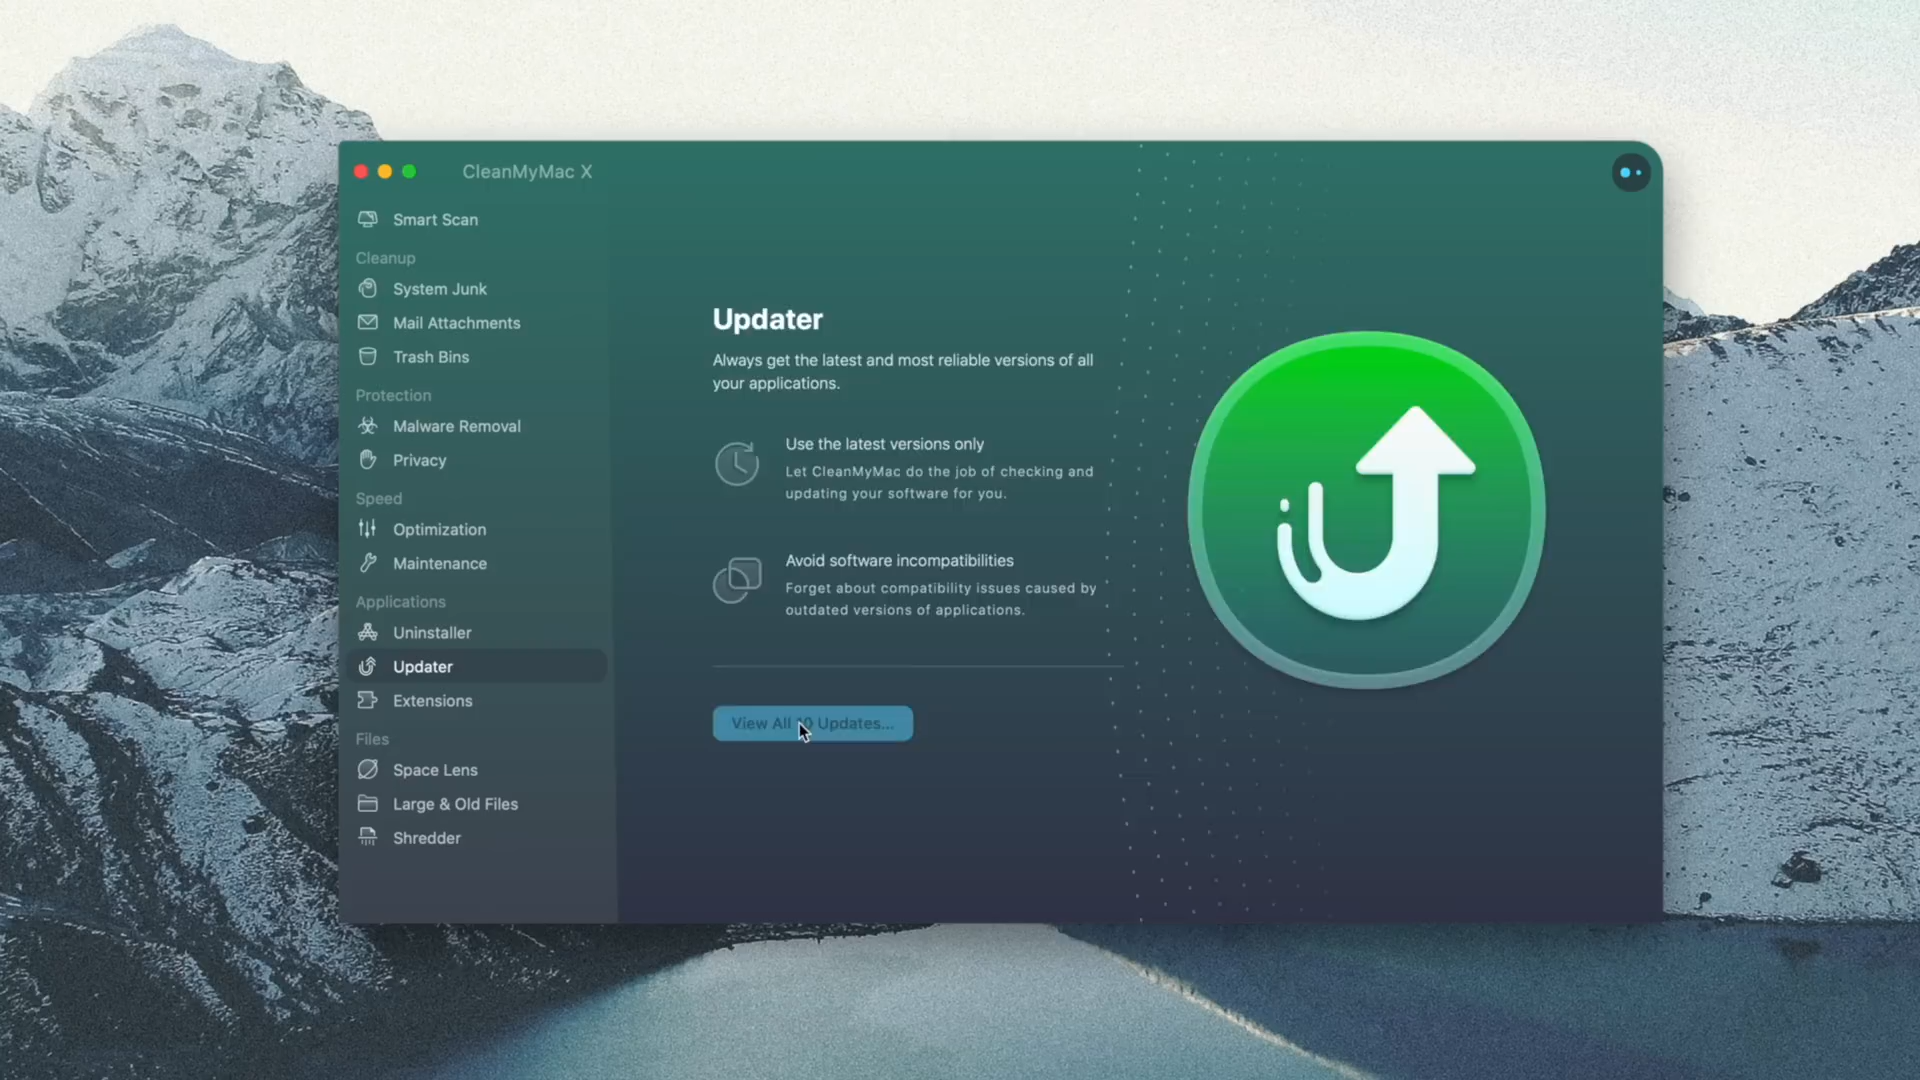 CleanMyMac X
Smart Scan
Cleanup
System Junk
Mail Attachments
Trash Bins
Protection
Malware Removal
Privacy
Speed
Optimization
Maintenance
Applications
Uninstaller
Updater
Extensions
Files
Space Lens
Large & Old Files
Shredder
Updater
Always get the latest and most reliable versions of all
your applications.
Use the latest versions only
Let CleanMyMac do the job of checking and
updating your software for you.
Avoid software incompatibilities
Forget about compatibility issues caused by
outdated versions of applications.
View All Updates...